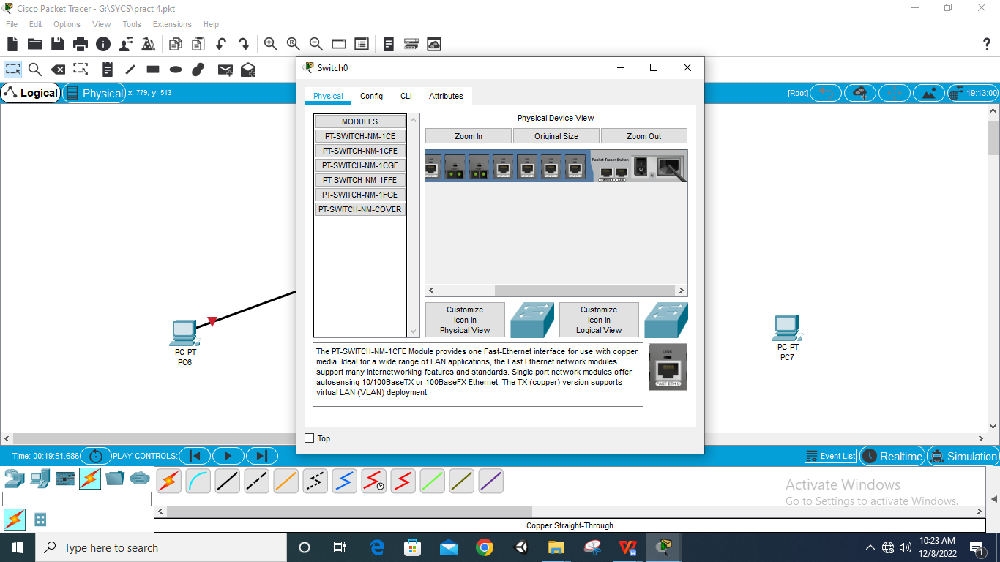 Cisco Packet Tracer - G:\SYCS\pract 4.pkt
File Edit Options View Tools Extensions Help
Switch0
Logical
Physical
x: 779, y: 513
[Root]
19:13:00
Physical Config CLI Attributes
MODULES
PT-SWITCH-NM-1CE
PT-SWITCH-NM-1CFE
PT-SWITCH-NM-1CGE
PT-SWITCH-NM-1FFE
PT-SWITCH-NM-1FGE
PT-SWITCH-NM-COVER
Physical Device View
Zoom In Original Size Zoom Out
Packet Tracer Switch
CONSOLE AUX
Customize
Icon in
Physical View
Customize
Icon in
Logical View
The PT-SWITCH-NM-1CFE Module provides one Fast-Ethernet interface for use with copper
media. Ideal for a wide range of LAN applications, the Fast Ethernet network modules
support many internetworking features and standards. Single port network modules offer
autosensing 10/100BaseTX or 100BaseFX Ethernet. The TX (copper) version supports
virtual LAN (VLAN) deployment.
LINK
FAST ETH 0
Top
PC-PT
PC6
PC-PT
PC7
Time: 00:19:51.686
PLAY CONTROLS:
Event List
Realtime
Simulation
Activate Windows
Go to Settings to activate Windows.
Copper Straight-Through
Type here to search
10:23 AM
12/8/2022
1